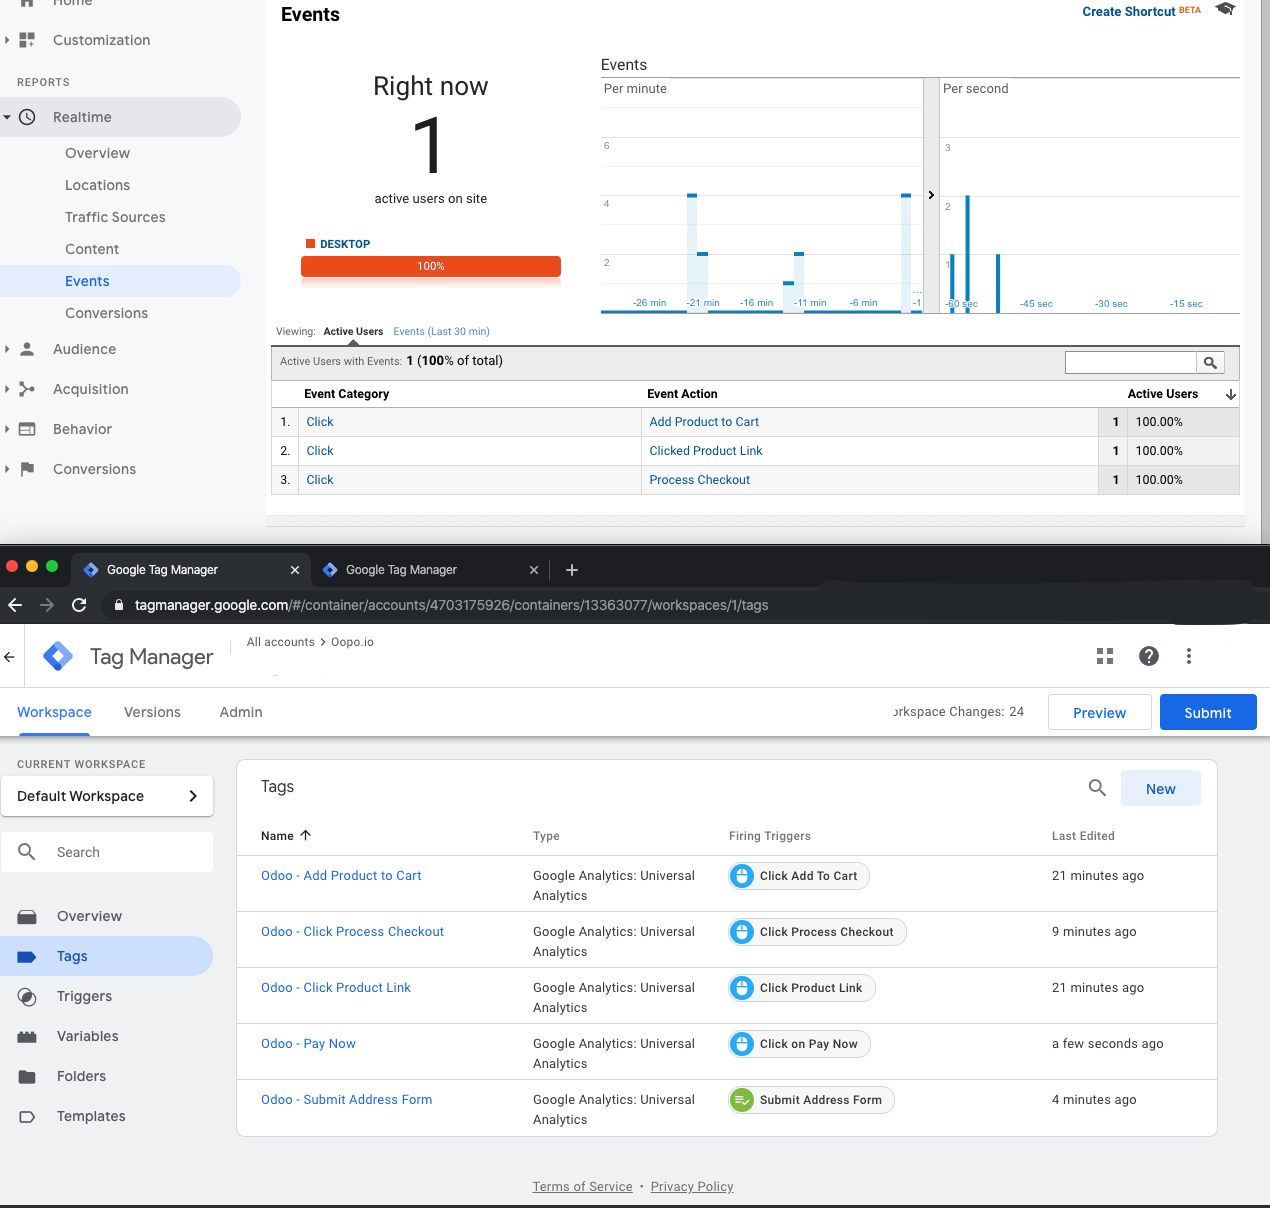 Home
Customization
REPORTS
Realtime
Overview
Locations
Traffic Sources
Content
Events
Conversions
Audience
Acquisition
Behavior
Conversions
Events
Create Shortcut BETA
Right now
1
active users on site
DESKTOP
100%
Events
Per minute
Per second
6
4
2
-26 min -21 min -16 min -11 min -6 min ... -1
3
2
1
-60 sec -45 sec -30 sec -15 sec
Viewing: Active Users Events (Last 30 min)
Active Users with Events: 1 (100% of total)
Event Category Event Action Active Users
1. Click Add Product to Cart 1 100.00%
2. Click Clicked Product Link 1 100.00%
3. Click Process Checkout 1 100.00%
Google Tag Manager Google Tag Manager
tagmanager.google.com/#/container/accounts/4703175926/containers/13363077/workspaces/1/tags
Tag Manager
All accounts > Oopo.io
Workspace Versions Admin
rkspace Changes: 24
Preview
Submit
CURRENT WORKSPACE
Default Workspace
Search
Overview
Tags
Triggers
Variables
Folders
Templates
Tags
New
Name Type Firing Triggers Last Edited
Odoo - Add Product to Cart Google Analytics: Universal Click Add To Cart 21 minutes ago
Analytics
Odoo - Click Process Checkout Google Analytics: Universal Click Process Checkout 9 minutes ago
Analytics
Odoo - Click Product Link Google Analytics: Universal Click Product Link 21 minutes ago
Analytics
Odoo - Pay Now Google Analytics: Universal Click on Pay Now a few seconds ago
Analytics
Odoo - Submit Address Form Google Analytics: Universal Submit Address Form 4 minutes ago
Analytics
Terms of Service • Privacy Policy